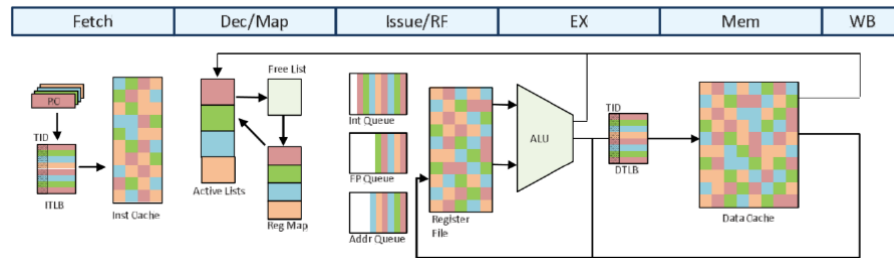 Fetch
Dec/Map
Issue/RF
EX
Mem
WB
PC
TID
ITLB
Inst Cache
Free List
Active Lists
Reg Map
Int Queue
FP Queue
Addr Queue
Register
File
ALU
TID
DTLB
Data Cache